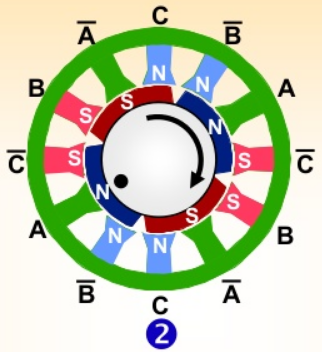 C
A̅ B̅
N N
B A
S
S N
C̅ S S C̅
N S
S
A B
N N
B̅ A̅
C
2